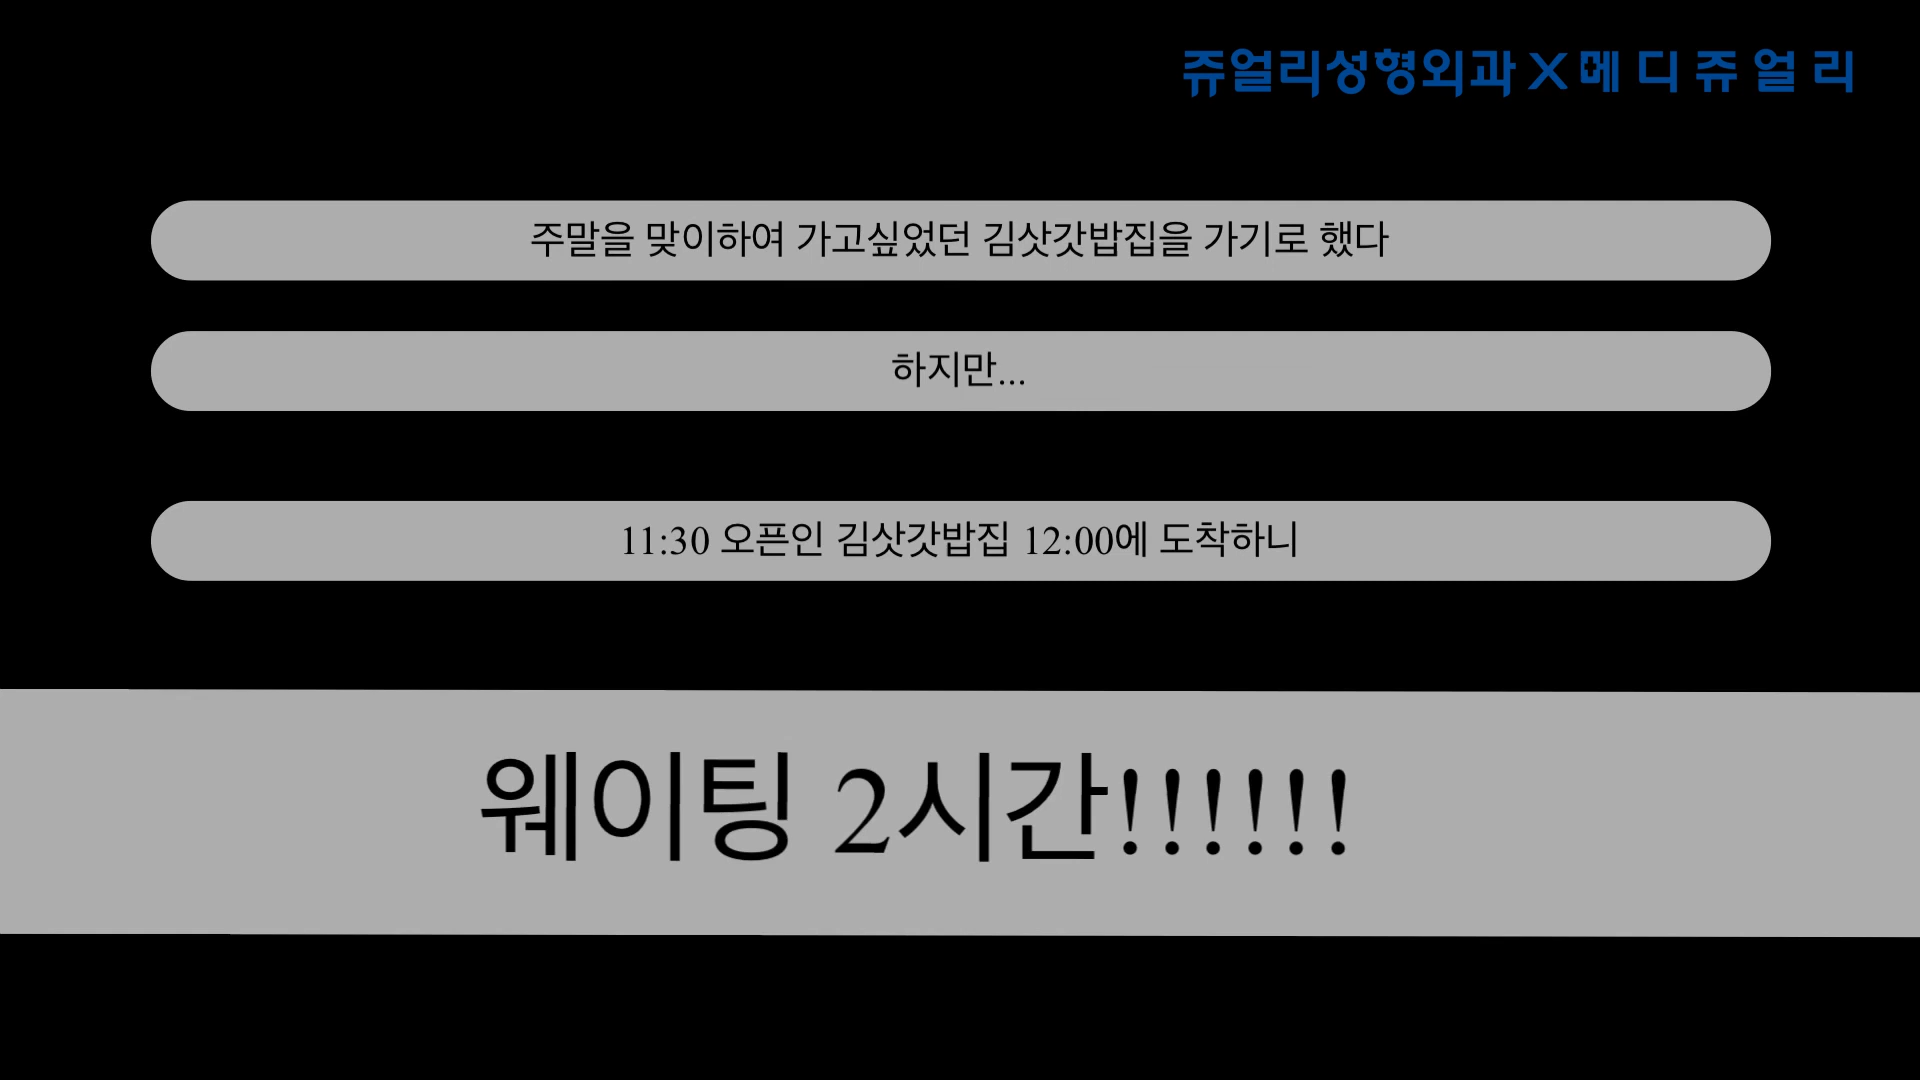 쥬얼리성형외과 X 메디쥬얼리
주말을 맞이하여 가고싶었던 김삿갓밥집을 가기로 했다
하지만...
11:30 오픈인 김삿갓밥집 12:00에 도착하니
웨이팅 2시간!!!!!!